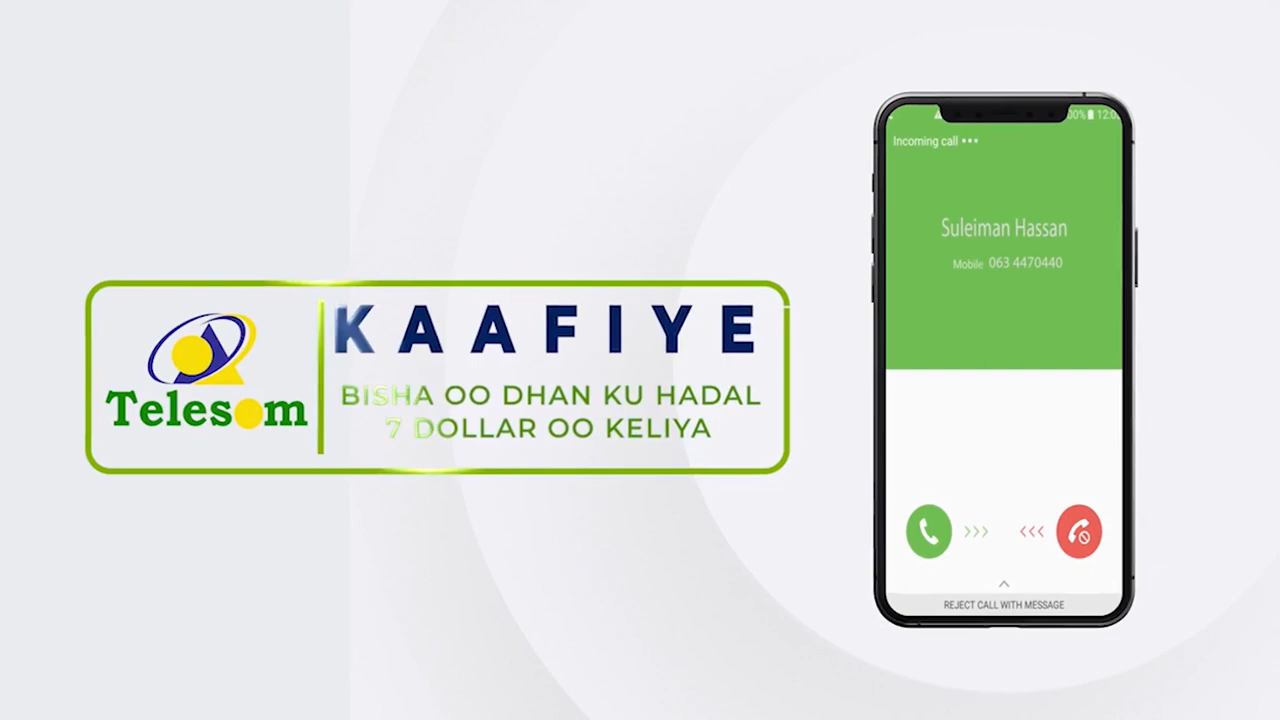 Telesom
KAAFIYE
BISHA OO DHAN KU HADAL
7 DOLLAR OO KELIYA
Incoming call •••
Suleiman Hassan
Mobile 063 4470440
REJECT CALL WITH MESSAGE